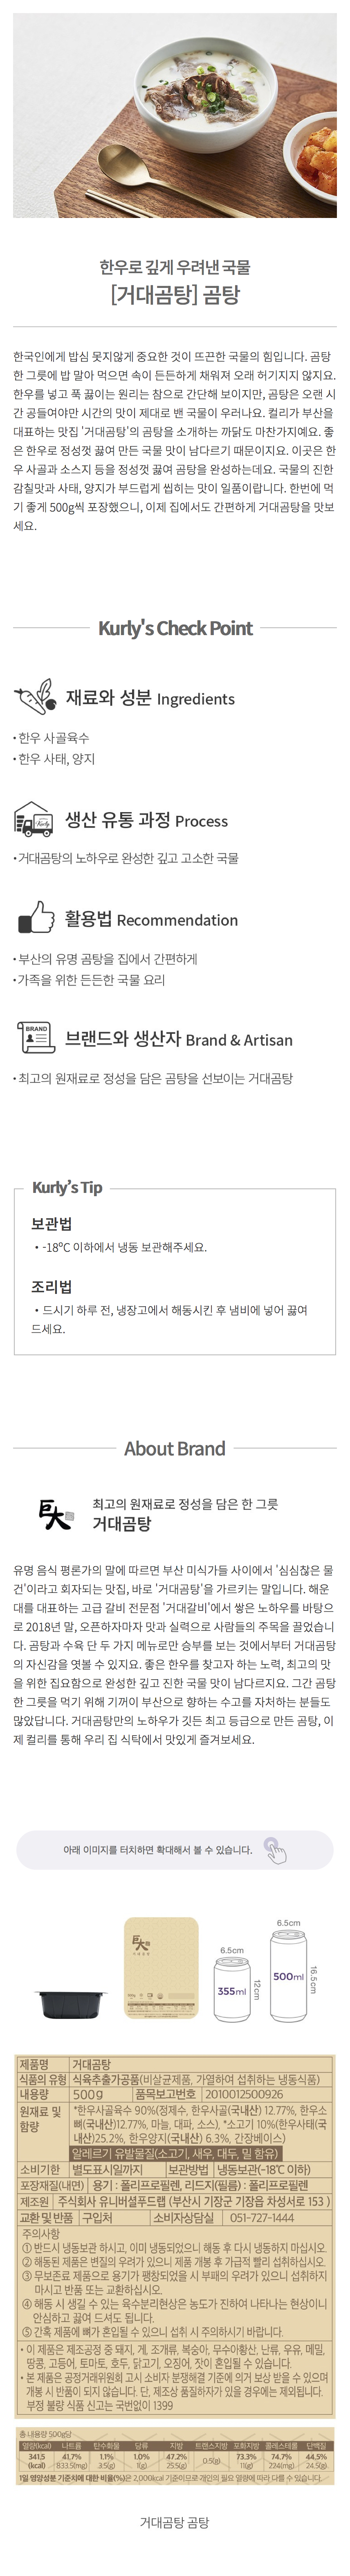 한우로 깊게 우려낸 국물
[거대곰탕] 곰탕
한국인에게 밥심 못지않게 중요한 것이 뜨끈한 국물의 힘입니다. 곰탕
한 그릇에 밥 말아 먹으면 속이 든든하게 채워져 오래 허기지지 않지요.
한우를 넣고 푹 끓이는 원리는 참으로 간단해 보이지만, 곰탕은 오랜 시
간 공들여야만 시간의 맛이 제대로 밴 국물이 우러나요. 컬리가 부산을
대표하는 맛집 '거대곰탕'의 곰탕을 소개하는 까닭도 마찬가지예요. 좋
은 한우로 정성껏 끓여 만든 국물 맛이 남다르기 때문이지요. 이곳은 한
우 사골과 소스지 등을 정성껏 끓여 곰탕을 완성하는데요. 국물의 진한
감칠맛과 사태, 양지가 부드럽게 씹히는 맛이 일품이랍니다. 한번에 먹
기 좋게 500g씩 포장했으니, 이제 집에서도 간편하게 거대곰탕을 맛보
세요.
Kurly's Check Point
재료와 성분 Ingredients
• 한우 사골육수
• 한우 사태, 양지
Kurly
생산 유통 과정 Process
• 거대곰탕의 노하우로 완성한 깊고 고소한 국물
활용법 Recommendation
• 부산의 유명 곰탕을 집에서 간편하게
• 가족을 위한 든든한 국물 요리
BRAND
브랜드와 생산자 Brand & Artisan
• 최고의 원재료로 정성을 담은 곰탕을 선보이는 거대곰탕
Kurly's Tip
보관법
• -18℃ 이하에서 냉동 보관해주세요.
조리법
• 드시기 하루 전, 냉장고에서 해동시킨 후 냄비에 넣어 끓여
드세요.
About Brand
巨大
최고의 원재료로 정성을 담은 한 그릇
거대곰탕
유명 음식 평론가의 말에 따르면 부산 미식가들 사이에서 '심심찮은 물
건'이라고 회자되는 맛집, 바로 '거대곰탕'을 가르키는 말입니다. 해운
대를 대표하는 고급 갈비 전문점 '거대갈비'에서 쌓은 노하우를 바탕으
로 2018년 말, 오픈하자마자 맛과 실력으로 사람들의 주목을 끌었습니
다. 곰탕과 수육 단 두 가지 메뉴로만 승부를 보는 것에서부터 거대곰탕
의 자신감을 엿볼 수 있지요. 좋은 한우를 찾고자 하는 노력, 최고의 맛
을 위한 집요함으로 완성한 깊고 진한 국물 맛이 남다르지요. 그간 곰탕
한 그릇을 먹기 위해 기꺼이 부산으로 향하는 수고를 자처하는 분들도
많았답니다. 거대곰탕만의 노하우가 깃든 최고 등급으로 만든 곰탕, 이
제 컬리를 통해 우리 집 식탁에서 맛있게 즐겨보세요.
아래 이미지를 터치하면 확대해서 볼 수 있습니다.
巨大
6.5cm
355ml
12cm
6.5cm
500ml
16.5cm
제품명 거대곰탕
식품의 유형 식육추출가공품(비살균제품, 가열하여 섭취하는 냉동식품)
내용량 500g 품목보고번호 2010012500926
원재료 및 함량 *한우사골육수 90%(정제수, 한우사골(국내산) 12.77%, 한우소
뼈(국내산)12.77%, 마늘, 대파, 소스), *소고기 10%(한우사태(국
내산)25.2%, 한우양지(국내산) 6.3%, 간장베이스)
알레르기 유발물질(소고기, 새우, 대두, 밀 함유)
소비기한 별도표시일까지 보관방법 냉동보관(-18℃ 이하)
포장재질(내면) 용기 : 폴리프로필렌, 리드지(필름) : 폴리프로필렌
제조원 주식회사 유니버셜푸드랩 (부산시 기장군 기장읍 차성서로 153 )
교환 및 반품 구입처 소비자상담실 051-727-1444
주의사항
① 반드시 냉동보관 하시고, 이미 냉동되었으니 해동 후 다시 냉동하지 마십시오.
② 해동된 제품은 변질의 우려가 있으니 제품 개봉 후 가급적 빨리 섭취하십시오.
③ 무보존료 제품으로 용기가 팽창되었을 시 부패의 우려가 있으니 섭취하지
마시고 반품 또는 교환하십시오.
④ 해동 시 생길 수 있는 육수분리현상은 농도가 진하여 나타나는 현상이니
안심하고 끓여 드셔도 됩니다.
⑤ 간혹 제품에 뼈가 혼입될 수 있으니 섭취 시 주의하시기 바랍니다.
• 이 제품은 제조공정 중 돼지, 게, 조개류, 복숭아, 무수아황산, 난류, 우유, 메밀,
땅콩, 고등어, 토마토, 호두, 닭고기, 오징어, 잣이 혼입될 수 있습니다.
• 본 제품은 공정거래위원회 고시 소비자 분쟁해결 기준에 의거 보상 받을 수 있으며
개봉 시 반품이 되지 않습니다. 단, 제조상 품질하자가 있을 경우에는 제외됩니다.
부정 불량 식품 신고는 국번없이 1399
총 내용량 500g당
열량(kcal) 나트륨 탄수화물 당류 지방 트랜스지방 포화지방 콜레스테롤 단백질
341.5 (kcal) 41.7% 833.5(mg) 1.1% 3.5(g) 1.0% 1(g) 47.2% 25.5(g) 0.5(g) 73.3% 11(g) 74.7% 224(mg) 44.5% 24.5(g)
1일 영양성분 기준치에 대한 비율(%)은 2,000kcal 기준이므로 개인의 필요 열량에 따라 다를 수 있습니다.
거대곰탕 곰탕